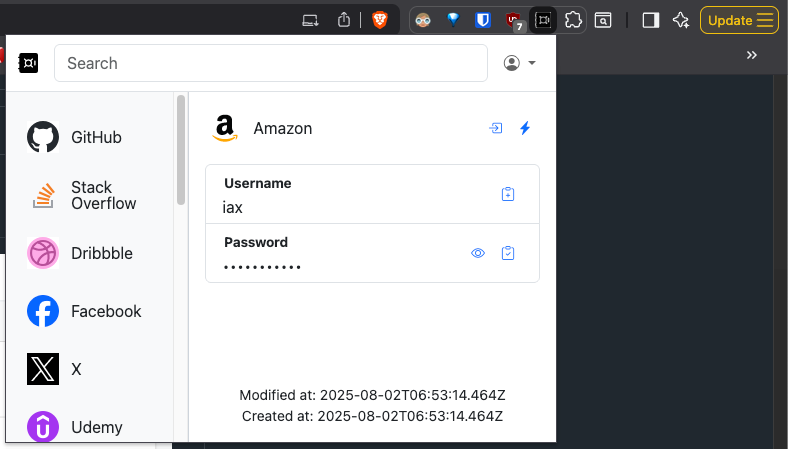 7
Update
Search
GitHub
Stack
Overflow
Dribbble
Facebook
X
Udemy
Amazon
Username
iax
Password
•••••••••••
Modified at: 2025-08-02T06:53:14.464Z
Created at: 2025-08-02T06:53:14.464Z